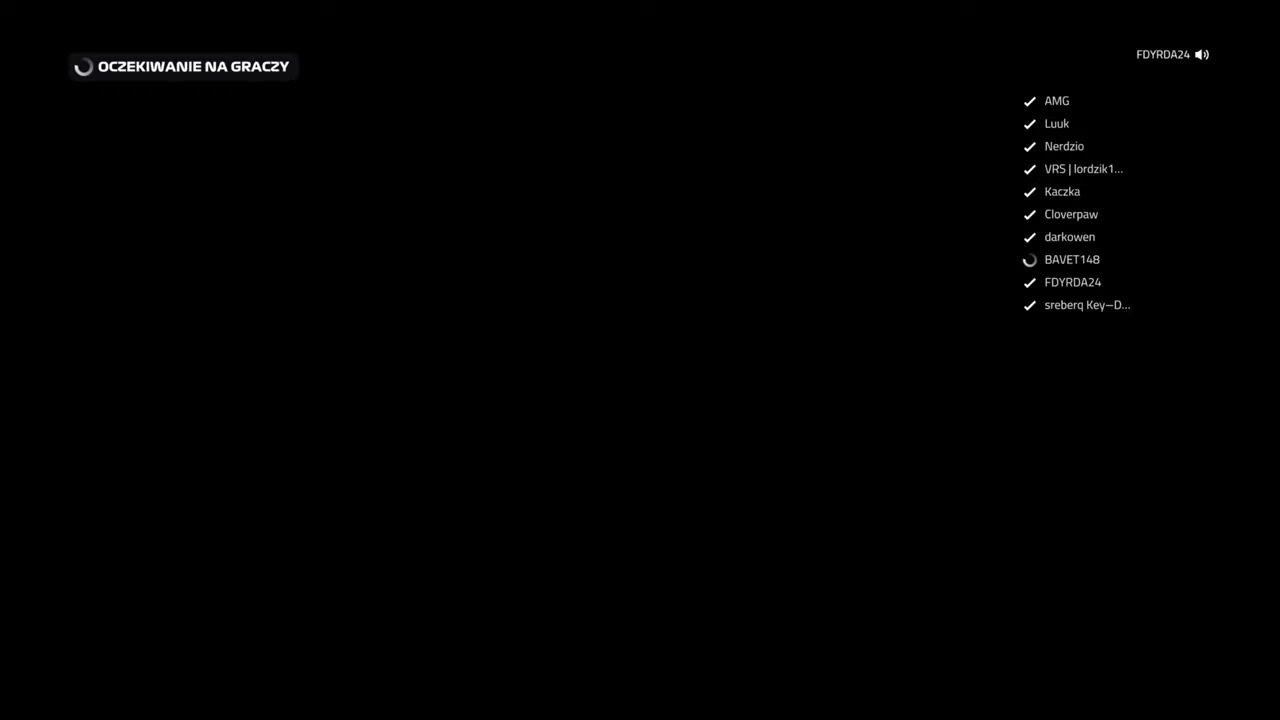 OCZEKIWANIE NA GRACZY
FDYRDA24
AMG
Luuk
Nerdzio
VRS | lordzik1...
Kaczka
Cloverpaw
darkowen
BAVET148
FDYRDA24
sreberq Key–D...